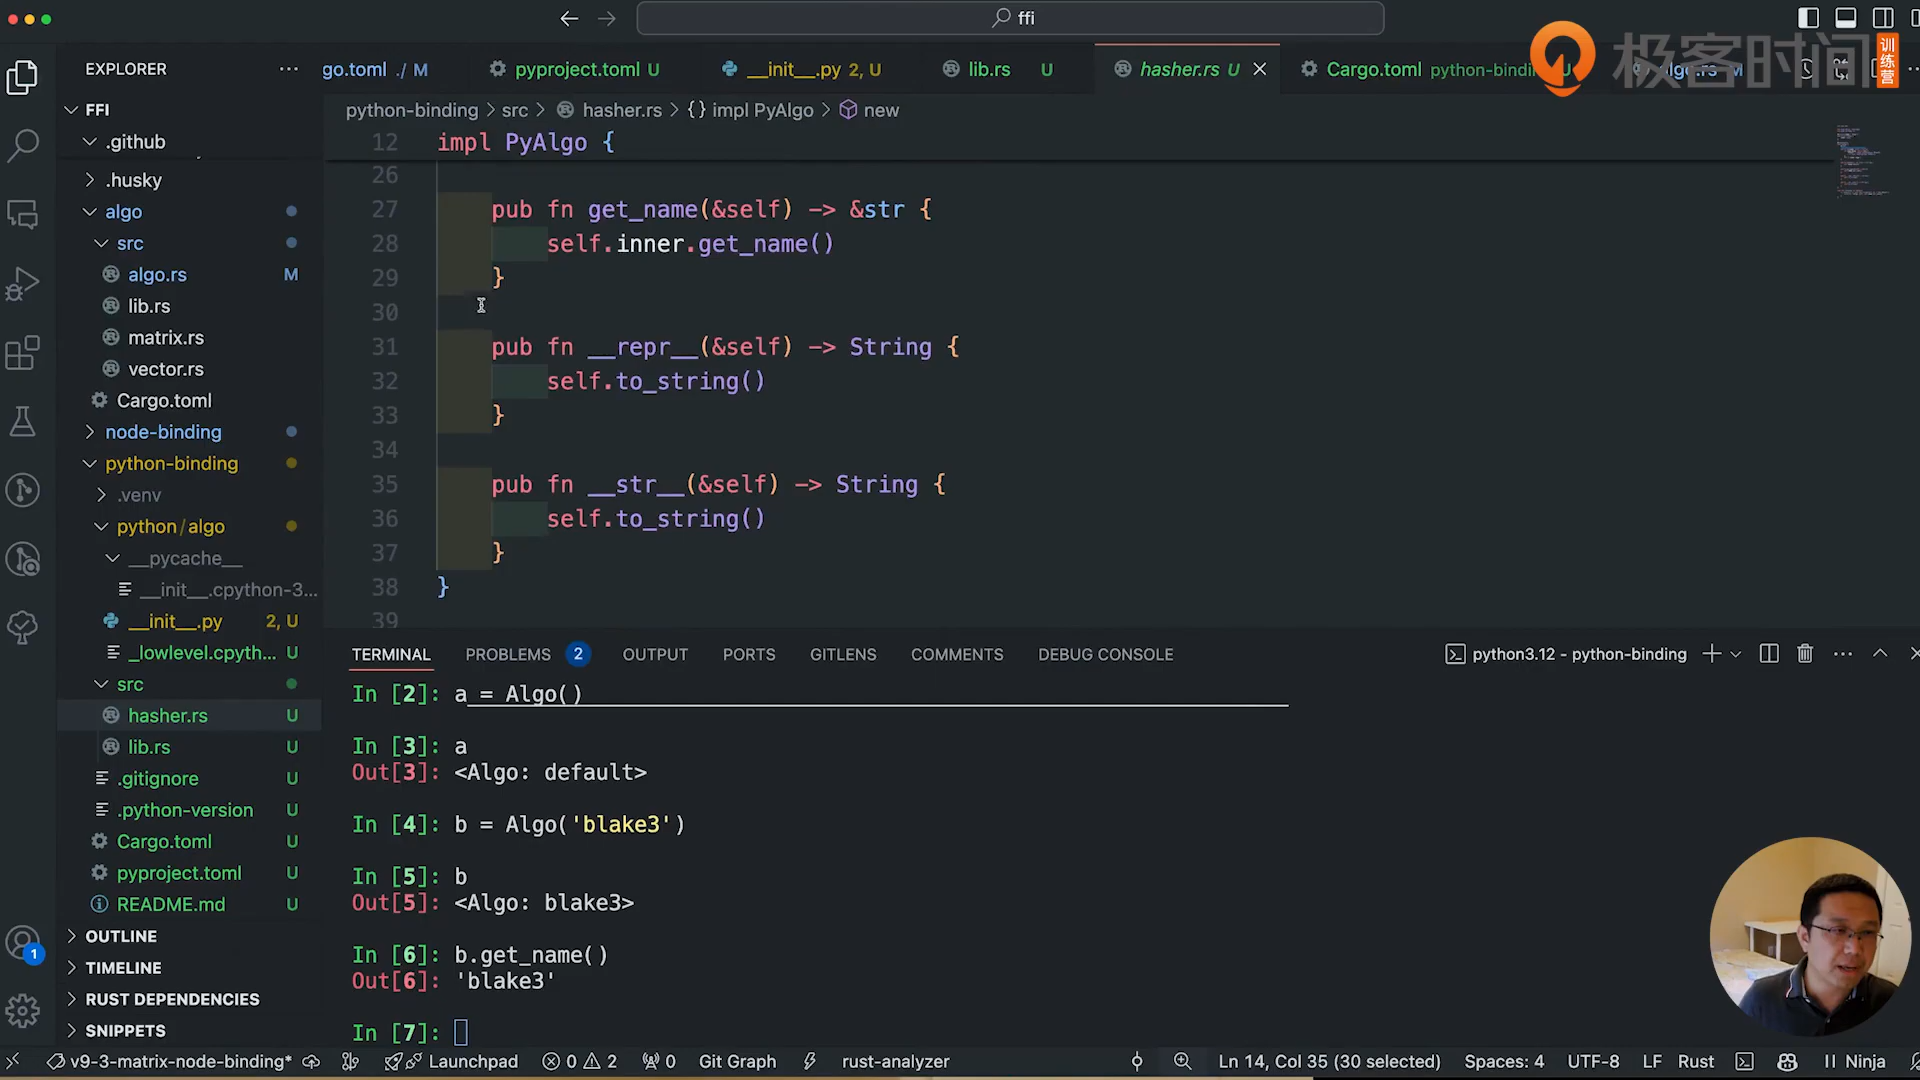 ffi
EXPLORER
go.toml ./ M
pyproject.toml U
__init__.py 2, U
lib.rs U
hasher.rs U
Cargo.toml python-bindi
极客时间
训练营
FFI
.github
.husky
algo
src
algo.rs M
lib.rs
matrix.rs
vector.rs
Cargo.toml
node-binding
python-binding
.venv
python/algo
__pycache__
__init__.cpython-3...
__init__.py 2, U
_lowlevel.cpyth... U
src
hasher.rs U
lib.rs U
.gitignore U
.python-version U
Cargo.toml U
pyproject.toml U
README.md U
OUTLINE
TIMELINE
RUST DEPENDENCIES
SNIPPETS
python-binding > src > hasher.rs > {} impl PyAlgo > new
12 impl PyAlgo {
26
27 pub fn get_name(&self) -> &str {
28 self.inner.get_name()
29 }
30
31 pub fn __repr__(&self) -> String {
32 self.to_string()
33 }
34
35 pub fn __str__(&self) -> String {
36 self.to_string()
37 }
38 }
39
TERMINAL PROBLEMS 2 OUTPUT PORTS GITLENS COMMENTS DEBUG CONSOLE
python3.12 - python-binding
In [2]: a = Algo()
In [3]: a
Out[3]: <Algo: default>
In [4]: b = Algo('blake3')
In [5]: b
Out[5]: <Algo: blake3>
In [6]: b.get_name()
Out[6]: 'blake3'
In [7]:
1
v9-3-matrix-node-binding* Launchpad 0 2 0 Git Graph rust-analyzer Ln 14, Col 35 (30 selected) Spaces: 4 UTF-8 LF Rust Ninja